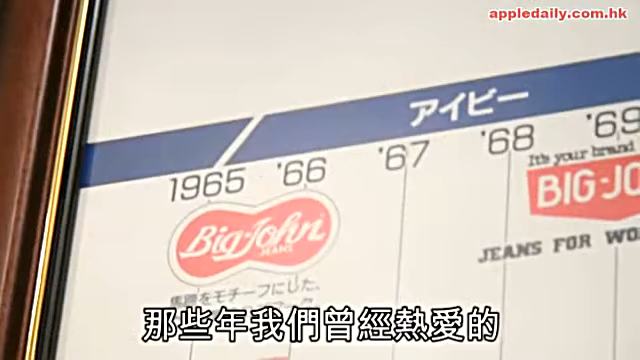 appledaily.com.hk
アイビー
1965 '66 '67 '68 '69
It's your brand
Big-John
JEANS
BIG-JO
JEANS FOR WO
馬蹄をモチーフにした、
那些年我們曾經熱愛的